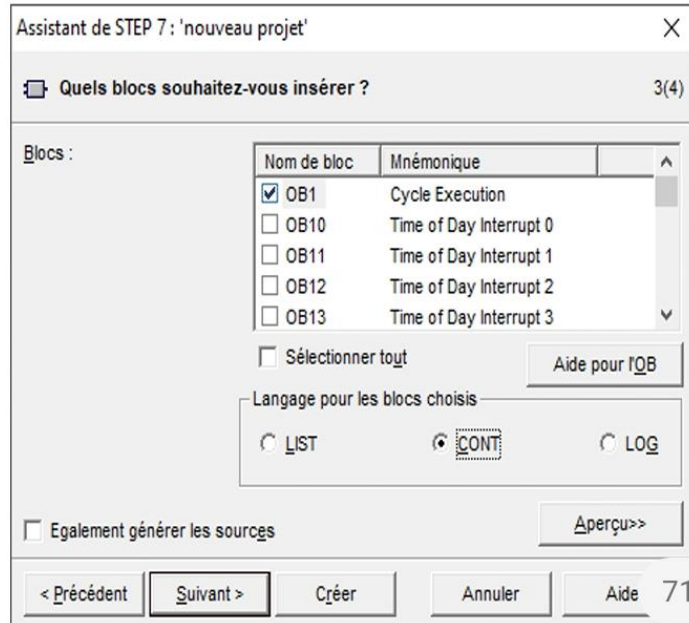 Assistant de STEP 7 : 'nouveau projet'
Quels blocs souhaitez-vous insérer ? 3(4)
Blocs :
Nom de bloc Mnémonique
OB1 Cycle Execution
OB10 Time of Day Interrupt 0
OB11 Time of Day Interrupt 1
OB12 Time of Day Interrupt 2
OB13 Time of Day Interrupt 3
Sélectionner tout
Aide pour l'OB
Langage pour les blocs choisis
LIST CONT LOG
Egalement générer les sources
Aperçu>>
< Précédent Suivant > Créer Annuler Aide 71